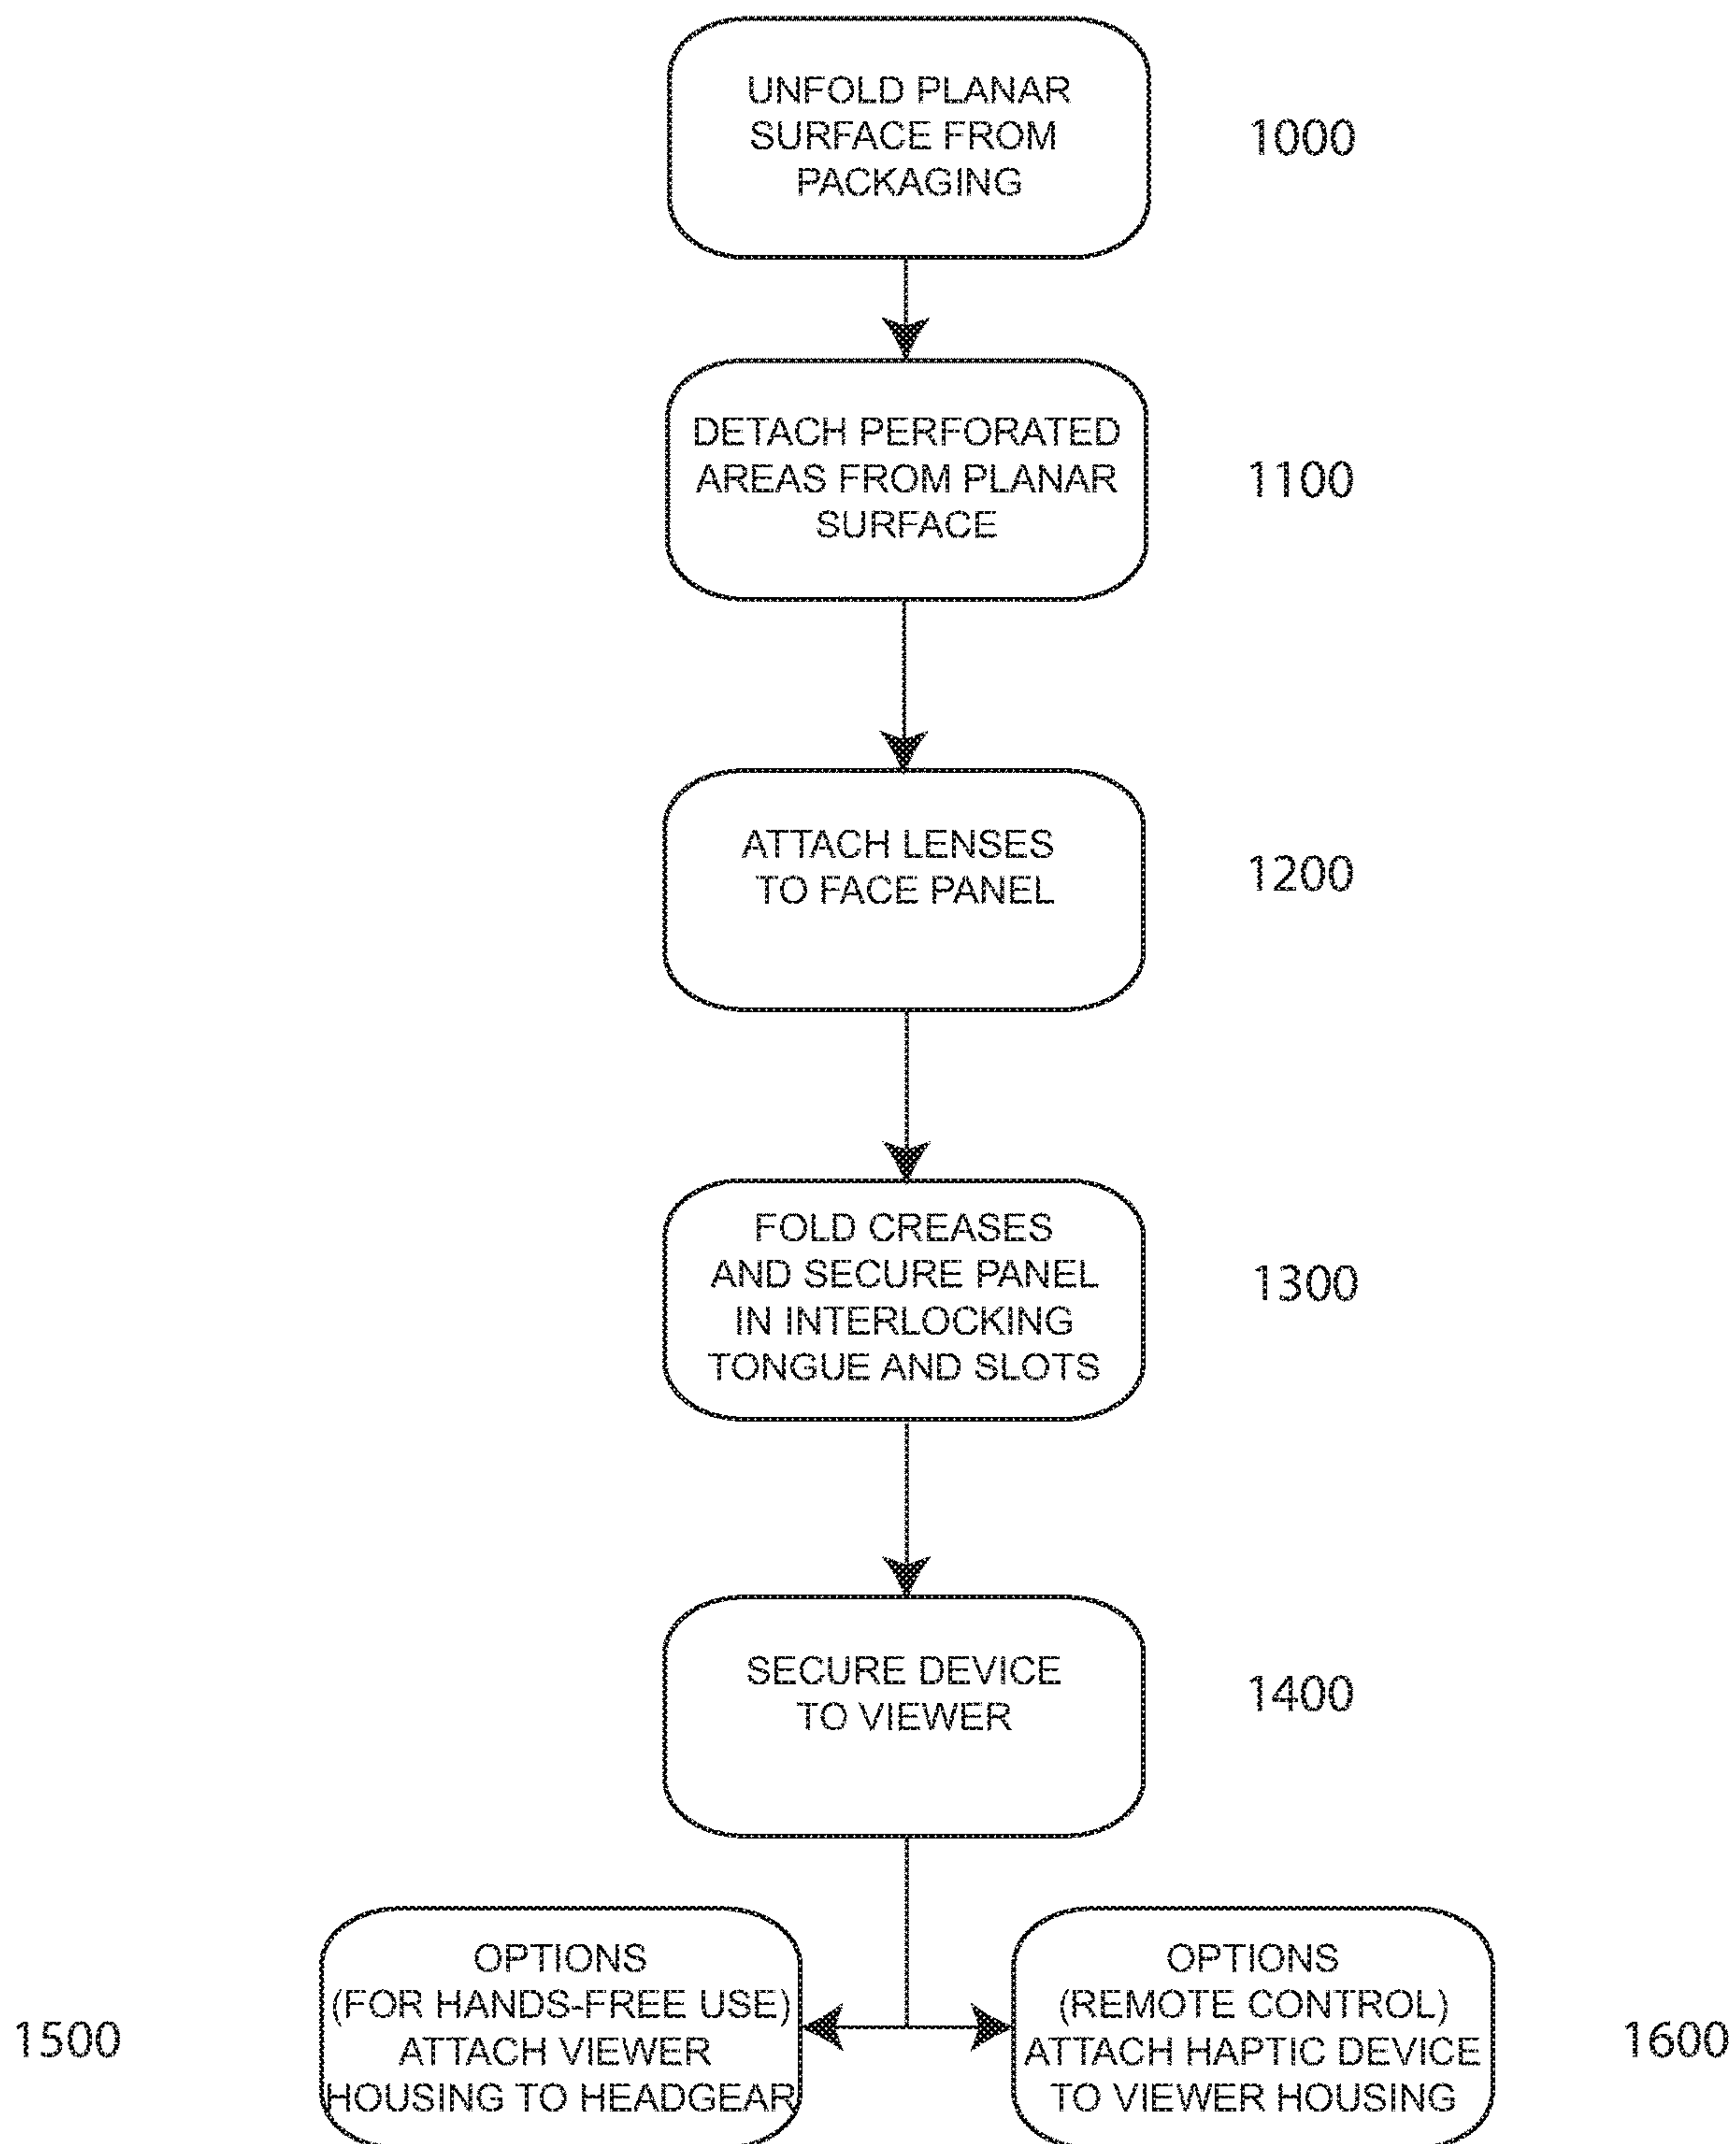 UNFOLD PLANAR
SURFACE FROM
PACKAGING
1000
DETACH PERFORATED
AREAS FROM PLANAR
SURFACE
1100
ATTACH LENSES
TO FACE PANEL
1200
FOLD CREASES
AND SECURE PANEL
IN INTERLOCKING
TONGUE AND SLOTS
1300
SECURE DEVICE
TO VIEWER
1400
1500
OPTIONS
(FOR HANDS-FREE USE)
ATTACH VIEWER
HOUSING TO HEADGEAR
OPTIONS
(REMOTE CONTROL)
ATTACH HAPTIC DEVICE
TO VIEWER HOUSING
1600